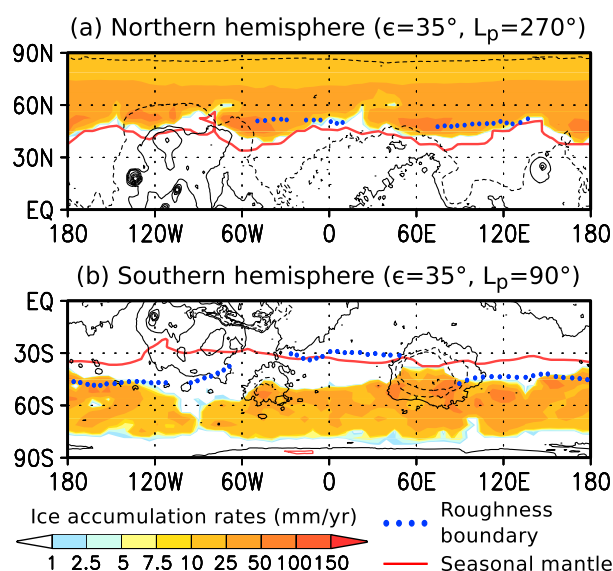 (a) Northern hemisphere (ϵ=35°, Lp=270°)
90N
60N
30N
EQ
180 120W 60W 0 60E 120E 180
(b) Southern hemisphere (ϵ=35°, Lp=90°)
EQ
30S
60S
90S
180 120W 60W 0 60E 120E 180
Ice accumulation rates (mm/yr)
1 2.5 5 7.5 10 25 50 100 150
Roughness
boundary
Seasonal mantle